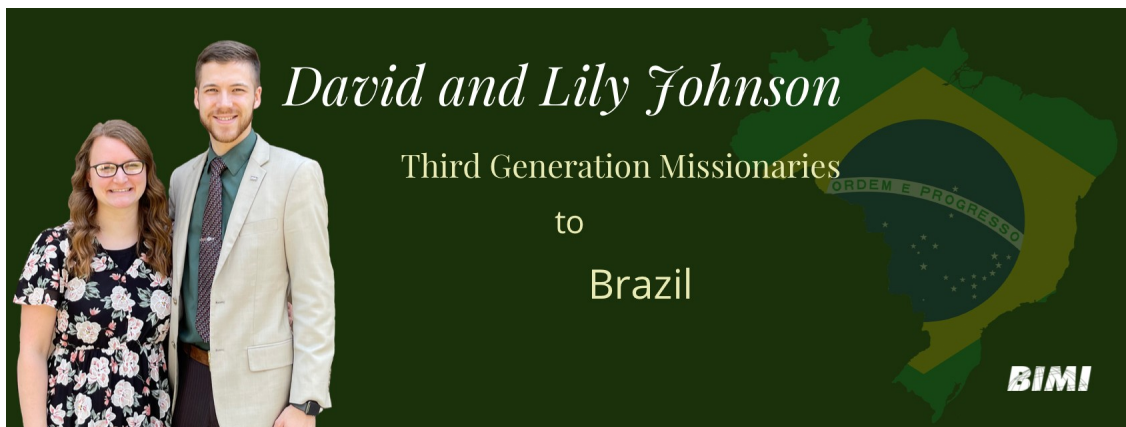 David and Lily Johnson
Third Generation Missionaries
to
Brazil
ORDEM E PROGRESSO
BIMI